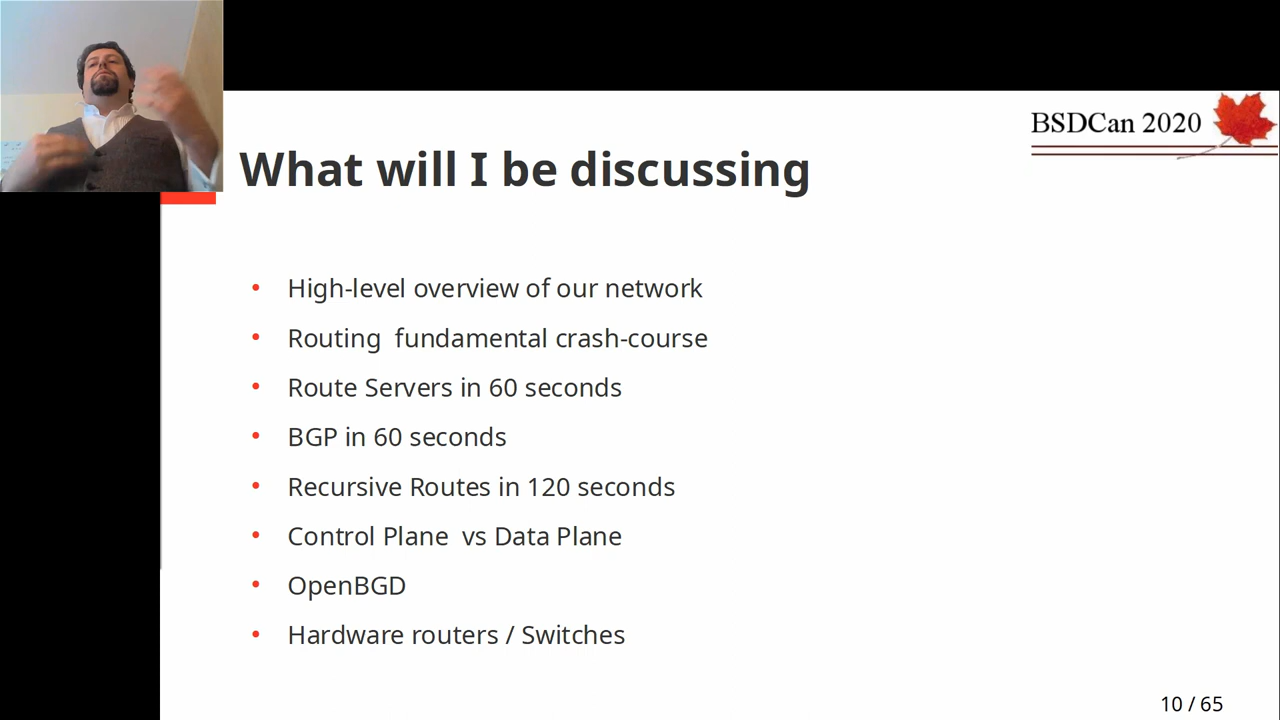 BSDCan 2020
What will I be discussing
• High-level overview of our network
• Routing  fundamental crash-course
• Route Servers in 60 seconds
• BGP in 60 seconds
• Recursive Routes in 120 seconds
• Control Plane  vs Data Plane
• OpenBGD
• Hardware routers / Switches
10 / 65